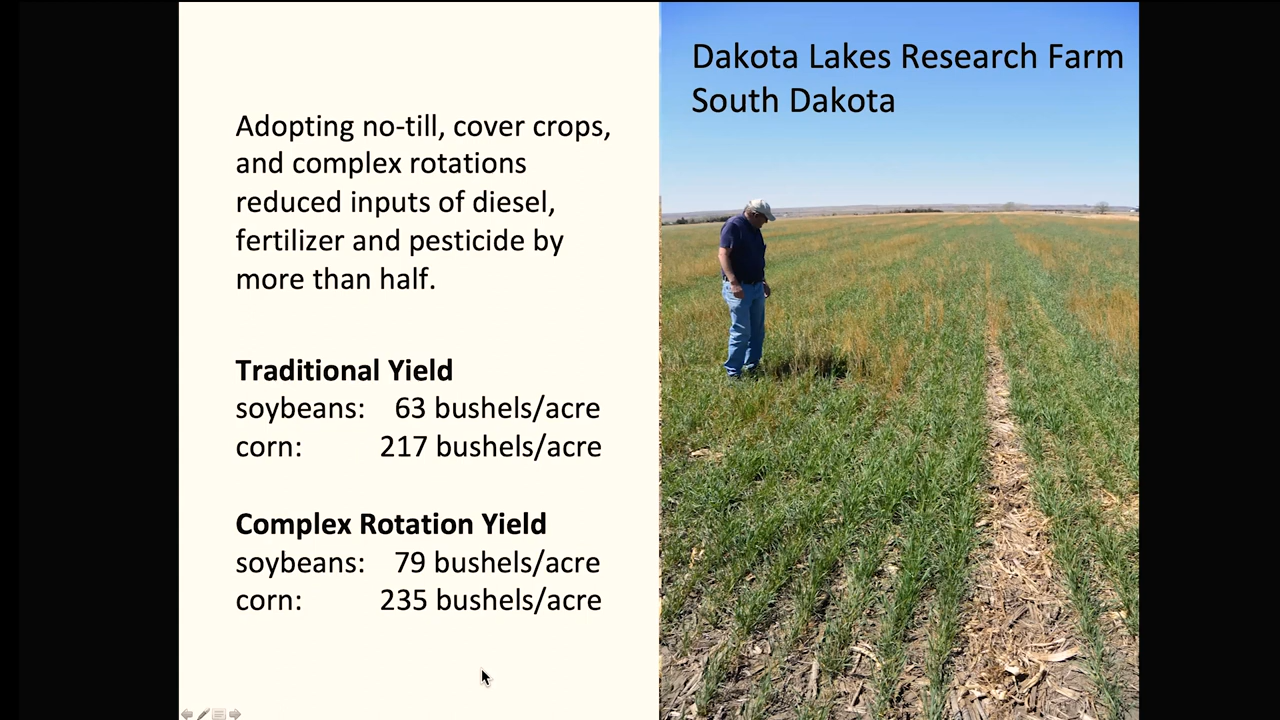 Dakota Lakes Research Farm
South Dakota
Adopting no-till, cover crops,
and complex rotations
reduced inputs of diesel,
fertilizer and pesticide by
more than half.
Traditional Yield
soybeans: 63 bushels/acre
corn: 217 bushels/acre
Complex Rotation Yield
soybeans: 79 bushels/acre
corn: 235 bushels/acre